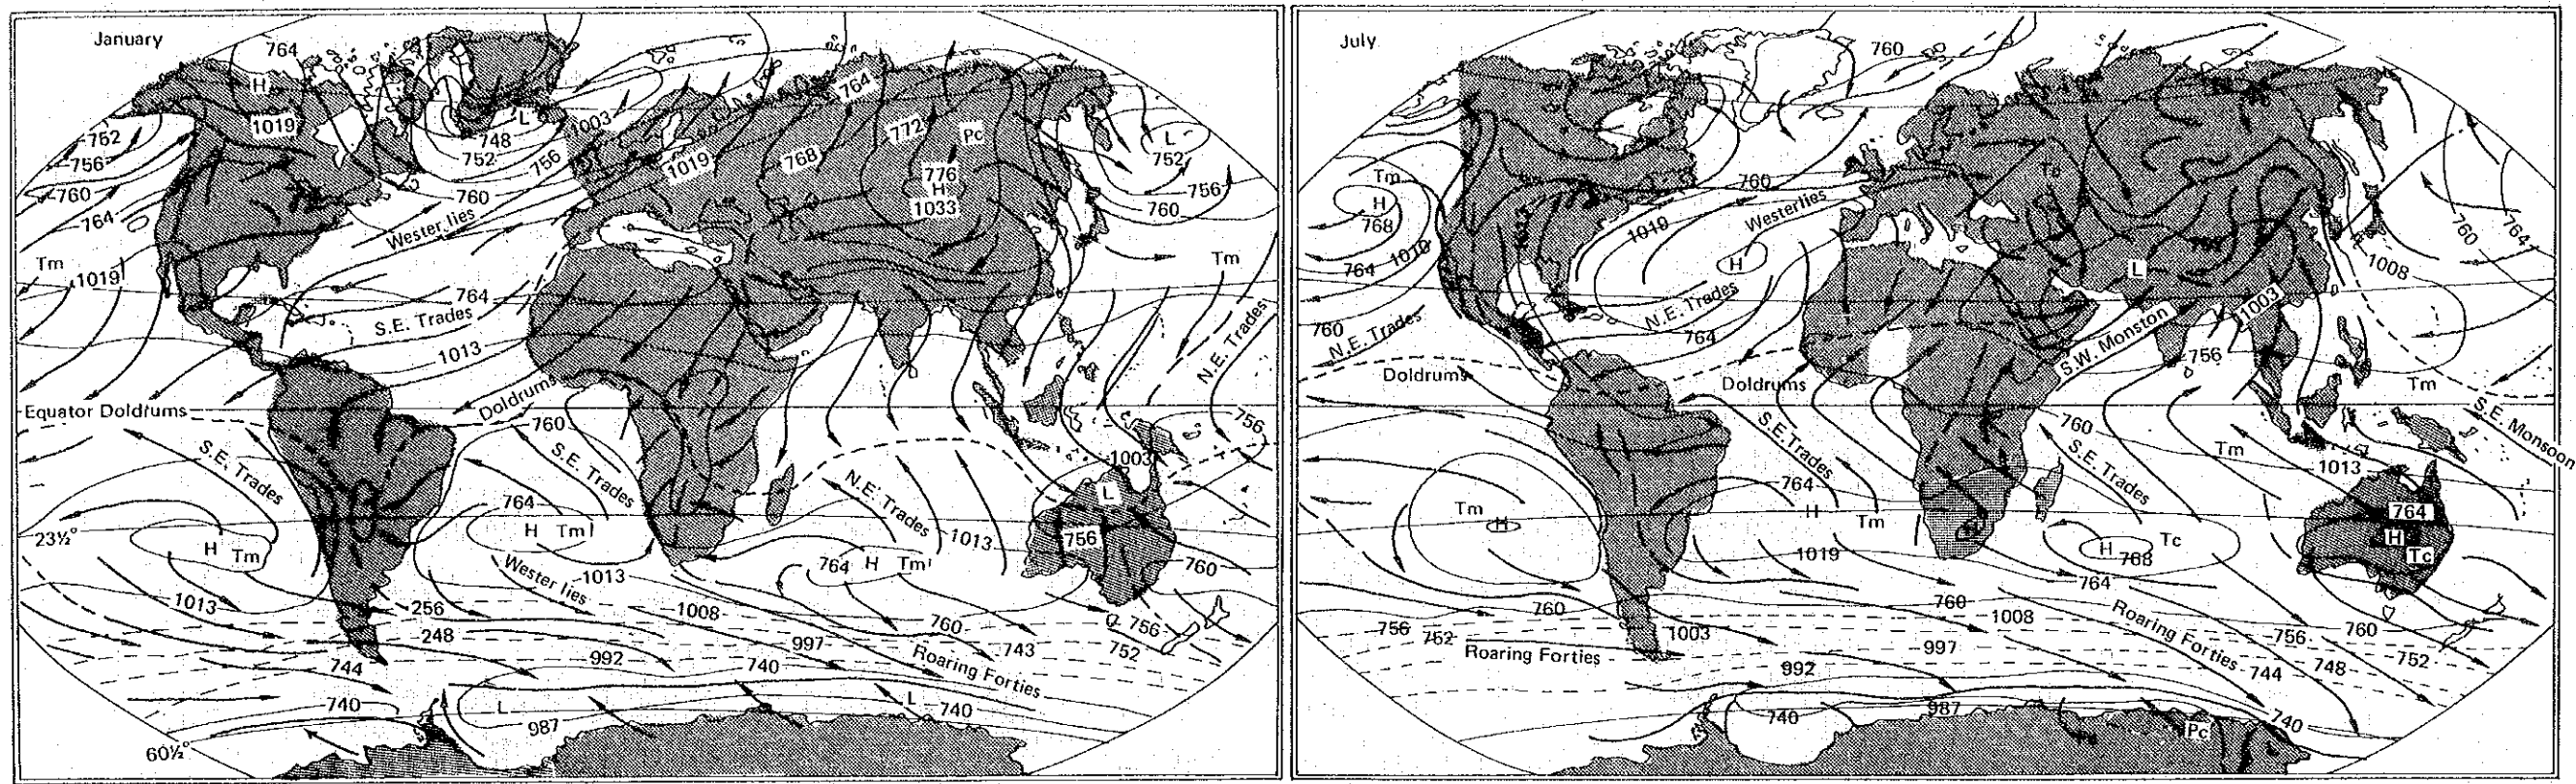 January
764
H
1019
L
748
752
1003
756
764
772
Pc
752
756
760
764
1019
768
776
H
1033
L
752
756
760
760
Wester lies
Tm
1019
764
S.E. Trades
1013
Tm
N.E. Trades
Equator Doldrums
Doldrums
760
756
S.E. Trades
S.E. Trades
1003
L
764
N.E. Trades
23½°
H Tm
H Tm
1013
756
764 H Tm
760
Wester lies
1013
1013
256
1008
248
760
756
997
743
752
992
740
744
Roaring Forties
740
L
L
740
987
60½°
July
760
Tm
H
768
760
Westerlies
1019
1019
764
H
Tc
760
764
1008
L
1003
760
N.E. Trades
N.E. Trades
764
S.W. Monston
756
Doldrums
Doldrums
Tm
S.E. Monsoon
760
S.E. Trades
S.E. Trades
Tm
1013
764
Tm
H
H
Tm
764
H
Tc
H
768
Tc
1019
764
760
760
1008
Roaring Forties
756
752
1003
756
760
Roaring Forties
997
992
744
748
752
740
987
740
Pc